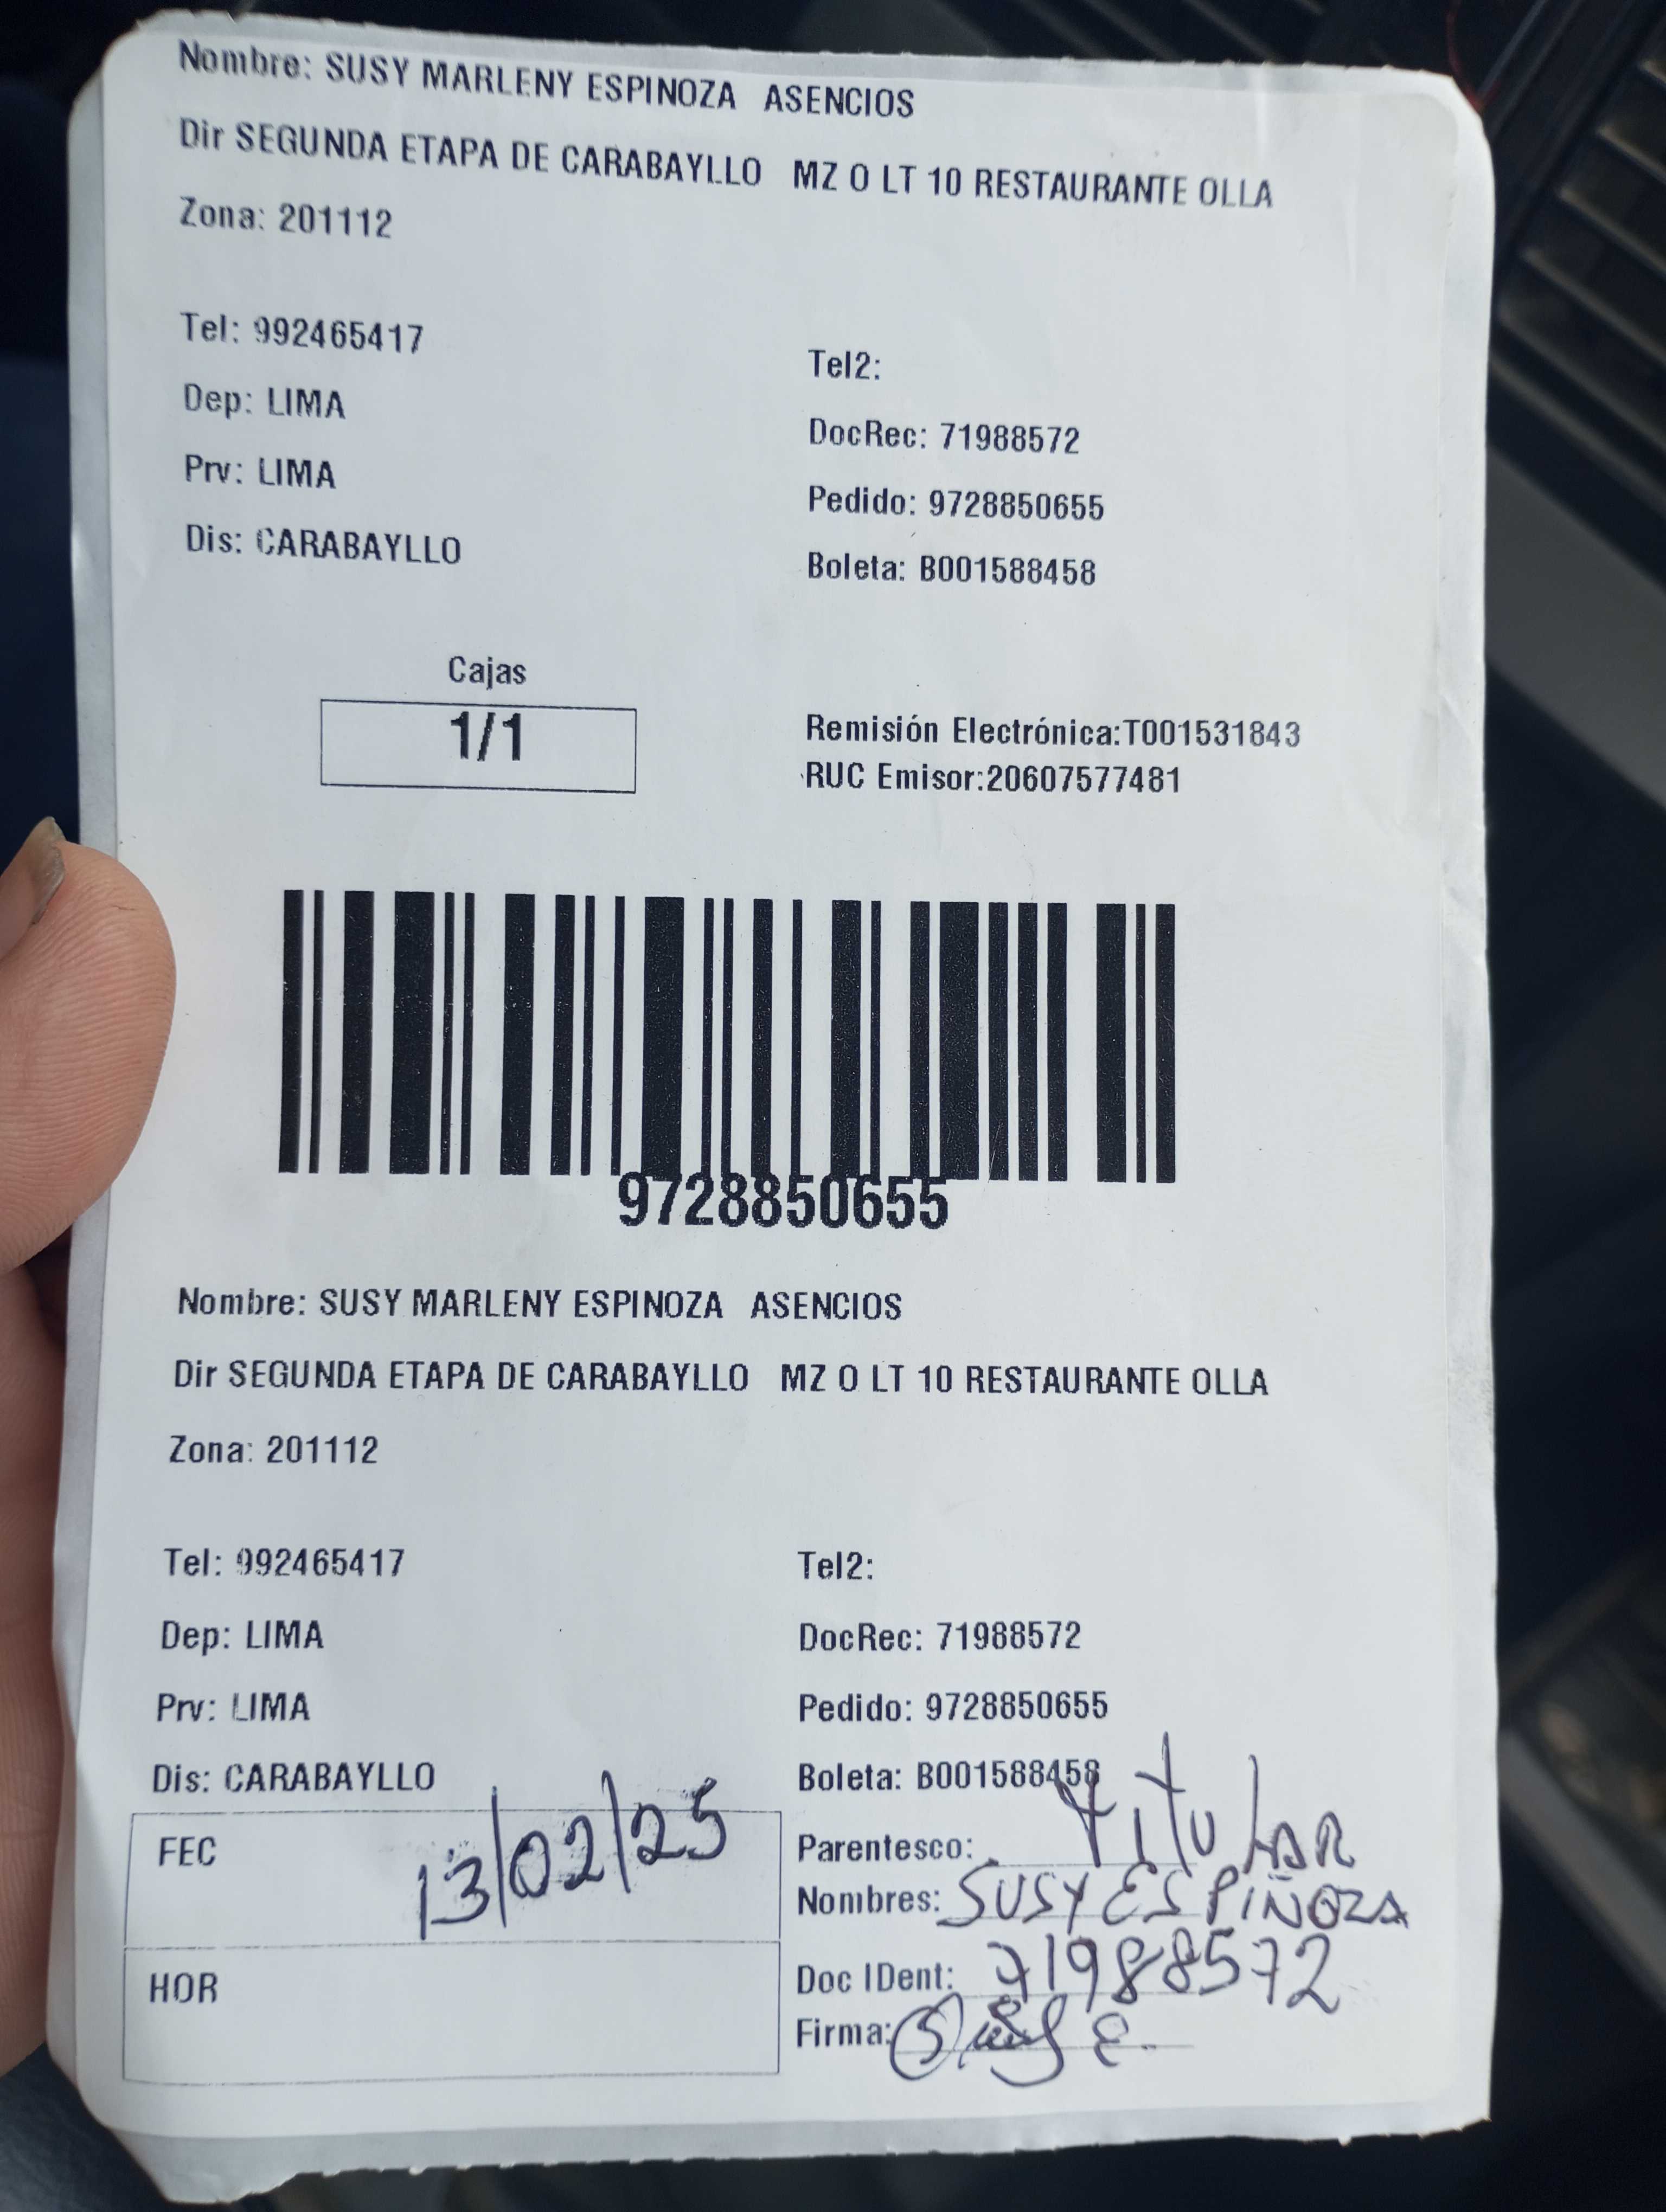 Nombre: SUSY MARLENY ESPINOZA ASENCIOS
Dir SEGUNDA ETAPA DE CARABAYLLO MZ O LT 10 RESTAURANTE OLLA
Zona: 201112
Tel: 992465417
Tel2:
Dep: LIMA
DocRec: 71988572
Prv: LIMA
Pedido: 9728850655
Dis: CARABAYLLO
Boleta: B001588458
Cajas
1/1
Remisión Electrónica:T001531843
RUC Emisor:20607577481
9728850655
Nombre: SUSY MARLENY ESPINOZA ASENCIOS
Dir SEGUNDA ETAPA DE CARABAYLLO MZ O LT 10 RESTAURANTE OLLA
Zona: 201112
Tel: 992465417
Tel2:
Dep: LIMA
DocRec: 71988572
Prv: LIMA
Pedido: 9728850655
Dis: CARABAYLLO
Boleta: B001588458
FEC 13/02/25
Parentesco: titular
Nombres: SUSY ESPIÑOZA
HOR
Doc IDent: 71988572
Firma: